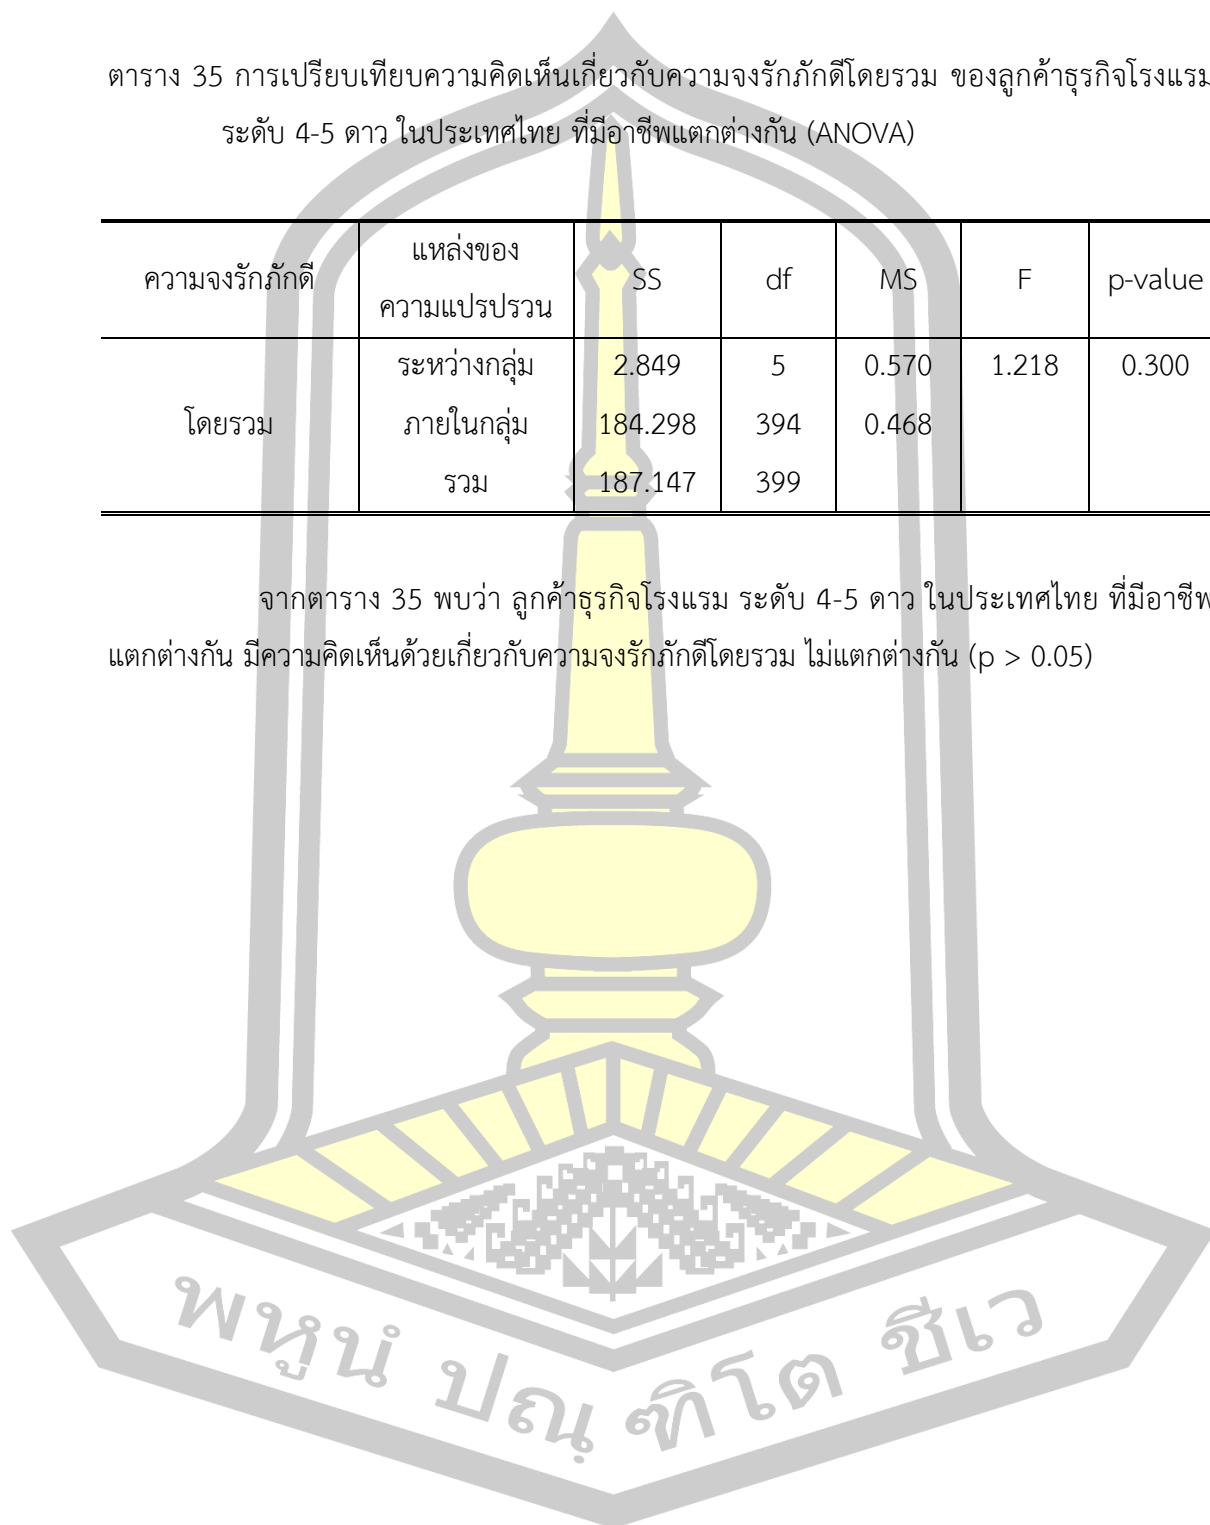 ตาราง 35 การเปรียบเทียบความคิดเห็นเกี่ยวกับความจงรักภักดีโดยรวม ของลูกค้าธุรกิจโรงแรม
ระดับ 4-5 ดาว ในประเทศไทย ที่มีอาชีพแตกต่างกัน (ANOVA)
ความจงรักภักดี แหล่งของ SS df MS F p-value
ความแปรปรวน
ระหว่างกลุ่ม 2.849 5 0.570 1.218 0.300
โดยรวม ภายในกลุ่ม 184.298 394 0.468
รวม 187.147 399
จากตาราง 35 พบว่า ลูกค้าธุรกิจโรงแรม ระดับ 4-5 ดาว ในประเทศไทย ที่มีอาชีพ
แตกต่างกัน มีความคิดเห็นด้วยเกี่ยวกับความจงรักภักดีโดยรวม ไม่แตกต่างกัน (p > 0.05)
พหูนํ ปณฺฑิโต ชีเว